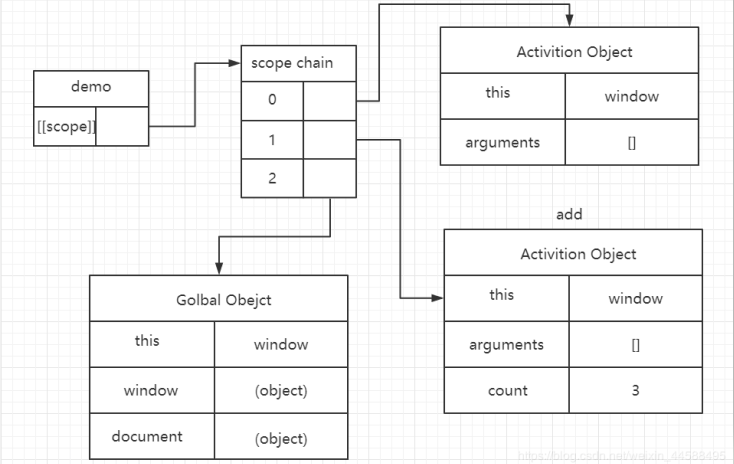 demo
[[scope]]
scope chain
0
1
2
Activition Object
this window
arguments []
add
Activition Object
this window
arguments []
count 3
Golbal Obejct
this window
window (object)
document (object)
https://blog.csdn.net/weixin_44588495